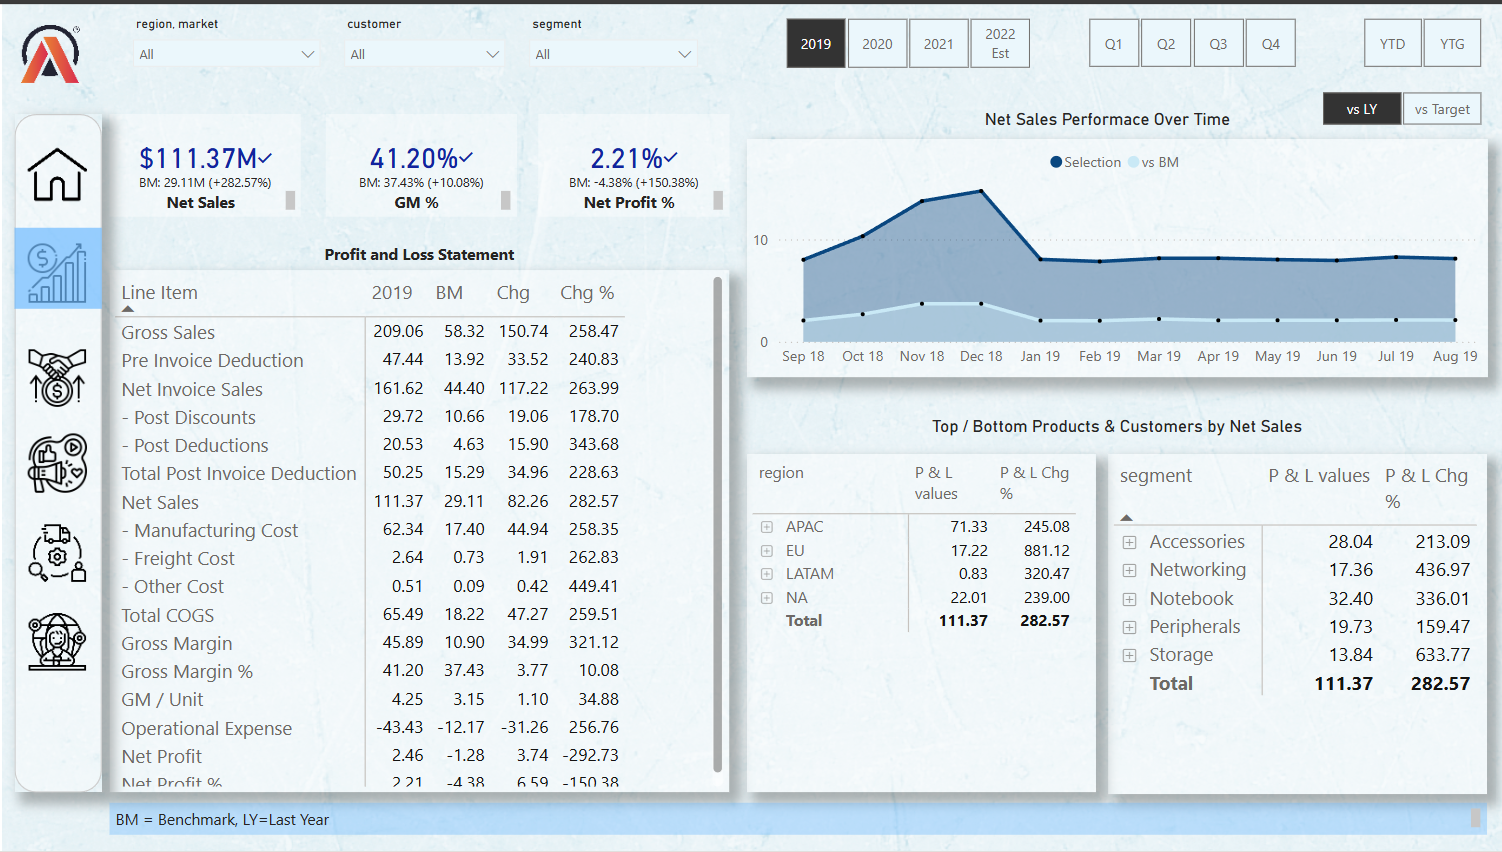 region, market
customer
segment
All
All
All
2019
2020
2021
2022
Est
Q1
Q2
Q3
Q4
YTD
YTG
vs LY
vs Target
$111.37M✓
BM: 29.11M (+282.57%)
Net Sales
41.20%✓
BM: 37.43% (+10.08%)
GM %
2.21%✓
BM: -4.38% (+150.38%)
Net Profit %
Net Sales Performace Over Time
Selection
vs BM
10
0
Sep 18 Oct 18 Nov 18 Dec 18 Jan 19 Feb 19 Mar 19 Apr 19 May 19 Jun 19 Jul 19 Aug 19
Profit and Loss Statement
Line Item 2019 BM Chg Chg %
Gross Sales 209.06 58.32 150.74 258.47
Pre Invoice Deduction 47.44 13.92 33.52 240.83
Net Invoice Sales 161.62 44.40 117.22 263.99
- Post Discounts 29.72 10.66 19.06 178.70
- Post Deductions 20.53 4.63 15.90 343.68
Total Post Invoice Deduction 50.25 15.29 34.96 228.63
Net Sales 111.37 29.11 82.26 282.57
- Manufacturing Cost 62.34 17.40 44.94 258.35
- Freight Cost 2.64 0.73 1.91 262.83
- Other Cost 0.51 0.09 0.42 449.41
Total COGS 65.49 18.22 47.27 259.51
Gross Margin 45.89 10.90 34.99 321.12
Gross Margin % 41.20 37.43 3.77 10.08
GM / Unit 4.25 3.15 1.10 34.88
Operational Expense -43.43 -12.17 -31.26 256.76
Net Profit 2.46 -1.28 3.74 -292.73
Net Profit % 2.21 -4.38 6.59 -150.38
Top / Bottom Products & Customers by Net Sales
region P & L values P & L Chg %
APAC 71.33 245.08
EU 17.22 881.12
LATAM 0.83 320.47
NA 22.01 239.00
Total 111.37 282.57
segment P & L values P & L Chg %
Accessories 28.04 213.09
Networking 17.36 436.97
Notebook 32.40 336.01
Peripherals 19.73 159.47
Storage 13.84 633.77
Total 111.37 282.57
BM = Benchmark, LY=Last Year